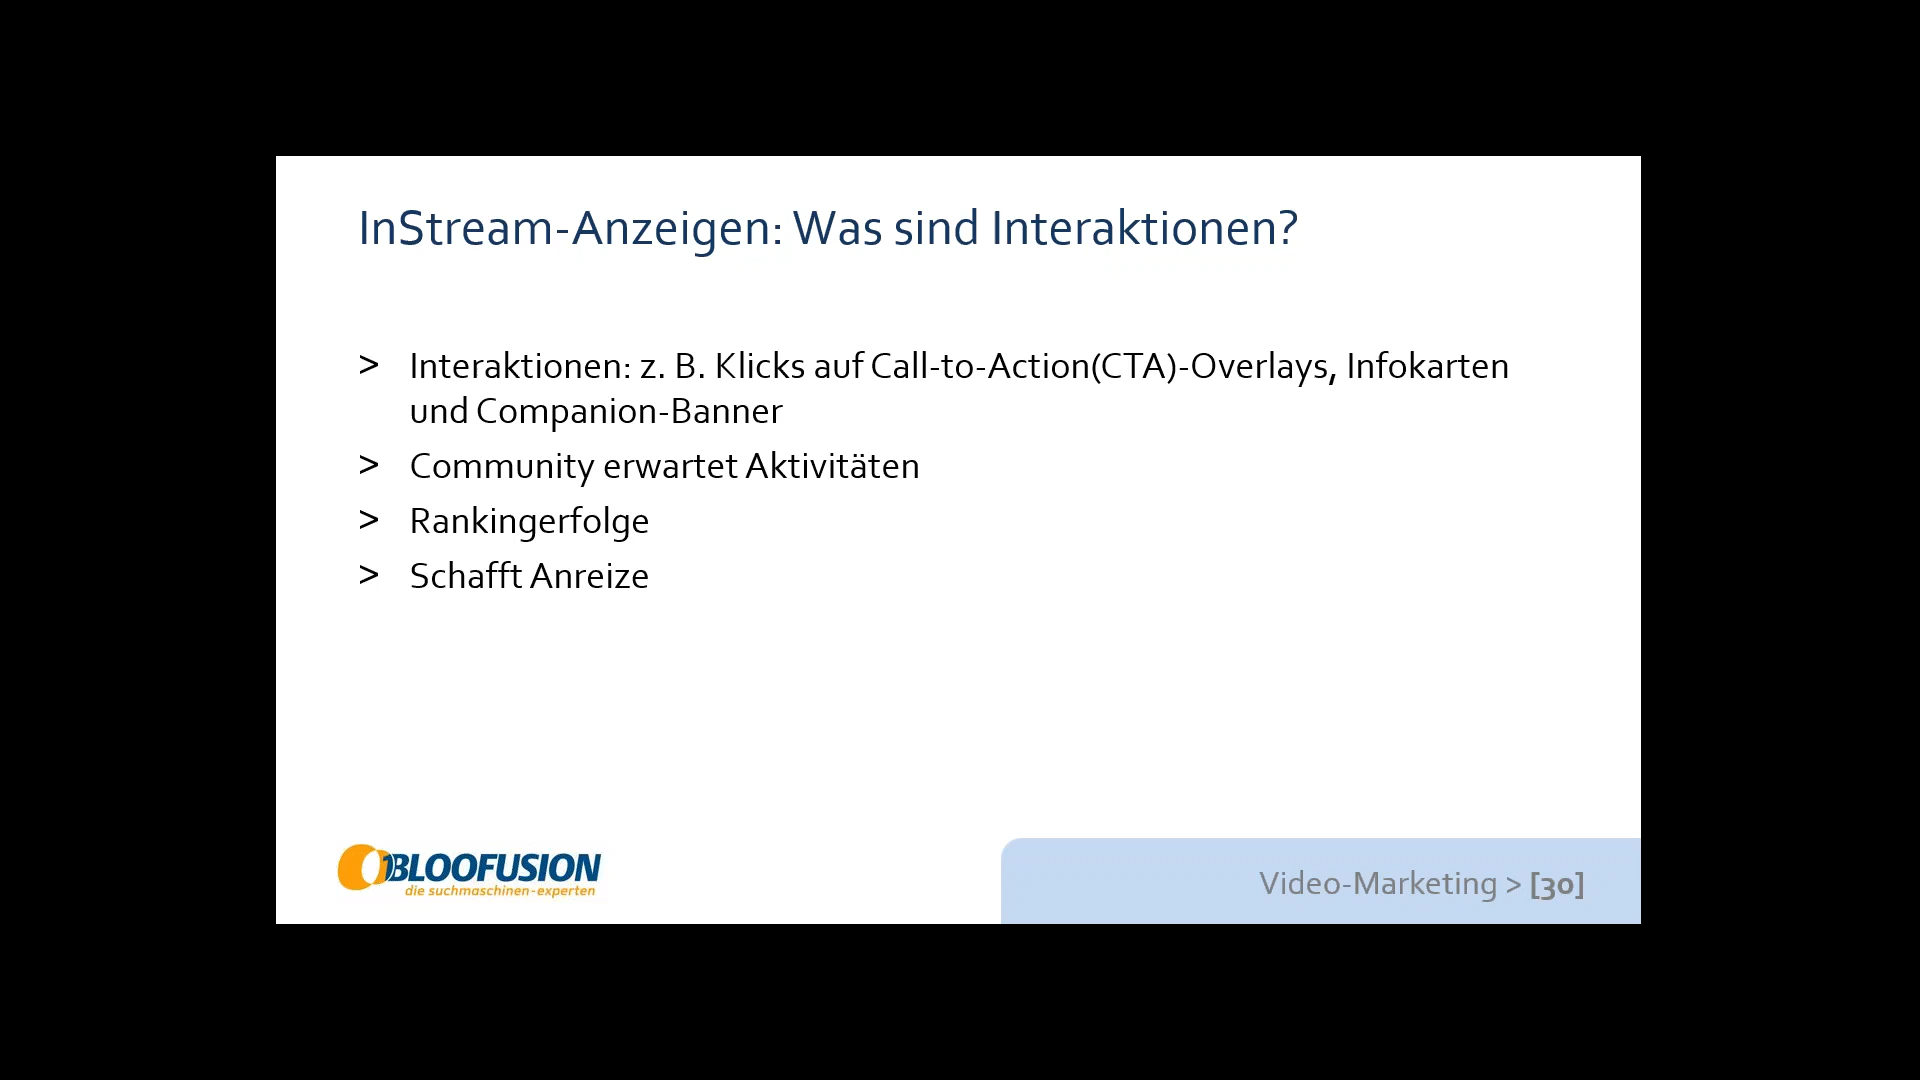 InStream-Anzeigen: Was sind Interaktionen?
> Interaktionen: z. B. Klicks auf Call-to-Action(CTA)-Overlays, Infokarten
und Companion-Banner
> Community erwartet Aktivitäten
> Rankingerfolge
> Schafft Anreize
BLOOFUSION
die suchmaschinen-experten
Video-Marketing > [30]